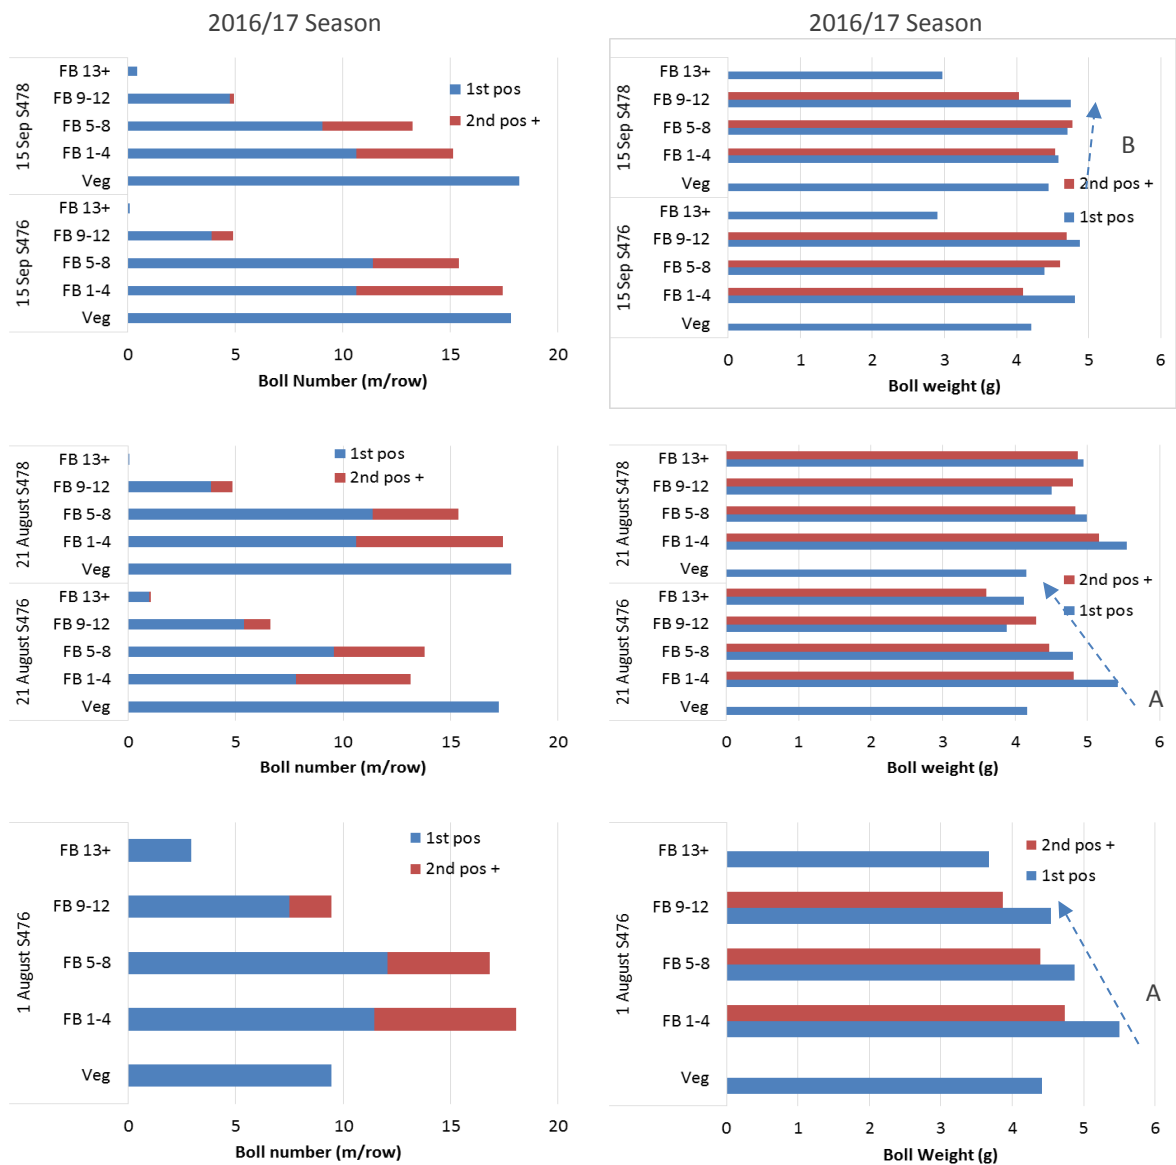 2016/17 Season
15 Sep S478
FB 13+
FB 9-12
FB 5-8
FB 1-4
Veg
15 Sep S476
FB 13+
FB 9-12
FB 5-8
FB 1-4
Veg
1st pos
2nd pos +
0 5 10 15 20
Boll Number (m/row)
2016/17 Season
15 Sep S478
FB 13+
FB 9-12
FB 5-8
FB 1-4
Veg
15 Sep S476
FB 13+
FB 9-12
FB 5-8
FB 1-4
Veg
B
2nd pos +
1st pos
0 1 2 3 4 5 6
Boll weight (g)
21 August S478
FB 13+
FB 9-12
FB 5-8
FB 1-4
Veg
21 August S476
FB 13+
FB 9-12
FB 5-8
FB 1-4
Veg
1st pos
2nd pos +
0 5 10 15 20
Boll number (m/row)
21 August S478
FB 13+
FB 9-12
FB 5-8
FB 1-4
Veg
21 August S476
FB 13+
FB 9-12
FB 5-8
FB 1-4
Veg
2nd pos +
1st pos
A
0 1 2 3 4 5 6
Boll weight (g)
1 August S476
FB 13+
FB 9-12
FB 5-8
FB 1-4
Veg
1st pos
2nd pos +
0 5 10 15 20
Boll number (m/row)
1 August S476
FB 13+
FB 9-12
FB 5-8
FB 1-4
Veg
2nd pos +
1st pos
A
0 1 2 3 4 5 6
Boll Weight (g)